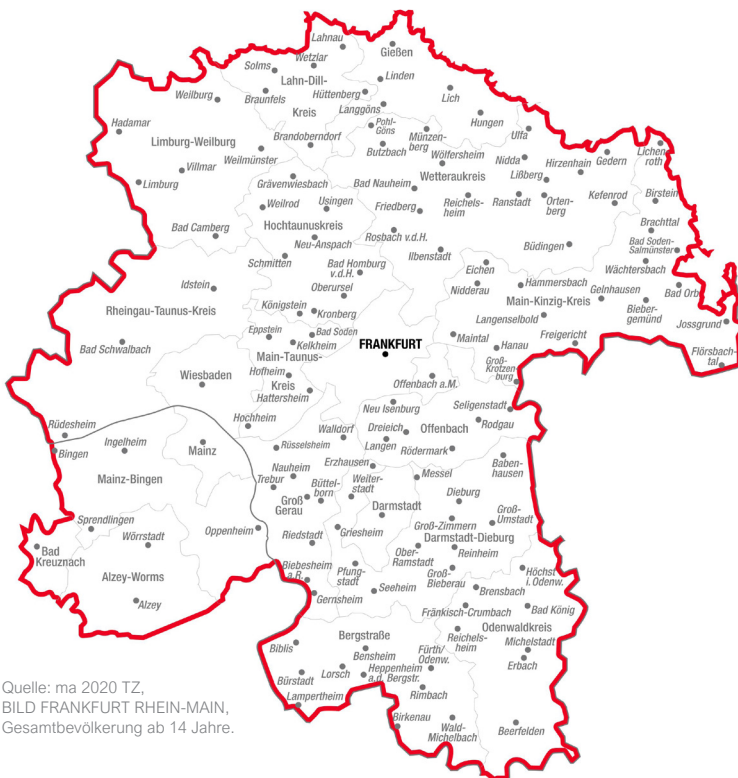 Lahnau
Gießen
Wetzlar
Solms
Lahn-Dill-
Kreis
Linden
Weilburg
Braunfels
Hüttenberg
Lich
Langgöns
Hadamar
Pohl-
Göns
Hungen
Limburg-Weilburg
Brandoberndorf
Münzen-
berg
Ulfa
Butzbach
Weilmünster
Wölfersheim
Nidda
Hirzenhain
Gedern
Lichen-
roth
Villmar
Wetteraukreis
Limburg
Grävenwiesbach
Bad Nauheim
Lißberg
Weilrod
Usingen
Friedberg
Reichels-
heim
Ranstadt
Orten-
berg
Kefenrod
Birstein
Hochtaunuskreis
Brachttal
Bad Camberg
Neu-Anspach
Rosbach v.d.H.
Büdingen
Bad Soden-
Salmünster
Schmitten
Ilbenstadt
Bad Homburg
v.d.H.
Eichen
Wächtersbach
Idstein
Oberursel
Nidderau
Hammersbach
Gelnhausen
Bad Orb
Main-Kinzig-Kreis
Rheingau-Taunus-Kreis
Königstein
Kronberg
Langenselbold
Bieber-
gemünd
Jossgrund
Eppstein
Bad Soden
Kelkheim
FRANKFURT
Maintal
Hanau
Freigericht
Bad Schwalbach
Main-Taunus-
Kreis
Groß-
Krotzen-
burg
Flörsbach-
tal
Wiesbaden
Hofheim
Hattersheim
Offenbach a.M.
Neu Isenburg
Seligenstadt
Hochheim
Rüdesheim
Walldorf
Dreieich
Offenbach
Rodgau
Bingen
Ingelheim
Mainz
Rüsselsheim
Langen
Rödermark
Erzhausen
Baben-
hausen
Mainz-Bingen
Nauheim
Trebur
Büttel-
born
Weiter-
stadt
Messel
Groß
Gerau
Darmstadt
Dieburg
Sprendlingen
Oppenheim
Groß-
Umstadt
Wörrstadt
Griesheim
Groß-Zimmern
Darmstadt-Dieburg
Bad
Kreuznach
Riedstadt
Ober-
Ramstadt
Reinheim
Alzey-Worms
Biebesheim
a.R.
Pfung-
stadt
Groß-
Bieberau
Höchst
i. Odenw.
Alzey
Gernsheim
Seeheim
Brensbach
Fränkisch-Crumbach
Bad König
Odenwaldkreis
Bergstraße
Reichels-
heim
Michelstadt
Biblis
Bensheim
Fürth/
Odenw.
Erbach
Quelle: ma 2020 TZ,
BILD FRANKFURT RHEIN-MAIN,
Gesamtbevölkerung ab 14 Jahre.
Bürstadt
Lorsch
Heppenheim
a.d. Bergstr.
Lampertheim
Rimbach
Birkenau
Wald-
Michelbach
Beerfelden